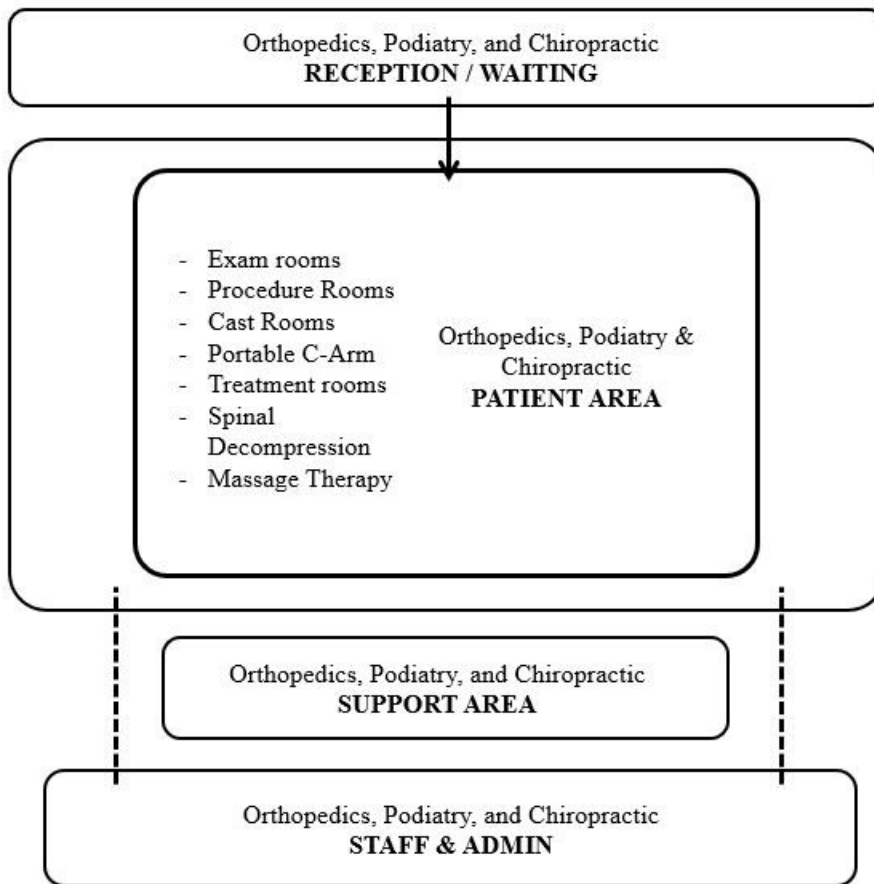 Orthopedics, Podiatry, and Chiropractic
RECEPTION / WAITING
- Exam rooms
- Procedure Rooms
- Cast Rooms
- Portable C-Arm
- Treatment rooms
- Spinal
Decompression
- Massage Therapy
Orthopedics, Podiatry &
Chiropractic
PATIENT AREA
Orthopedics, Podiatry, and Chiropractic
SUPPORT AREA
Orthopedics, Podiatry, and Chiropractic
STAFF & ADMIN